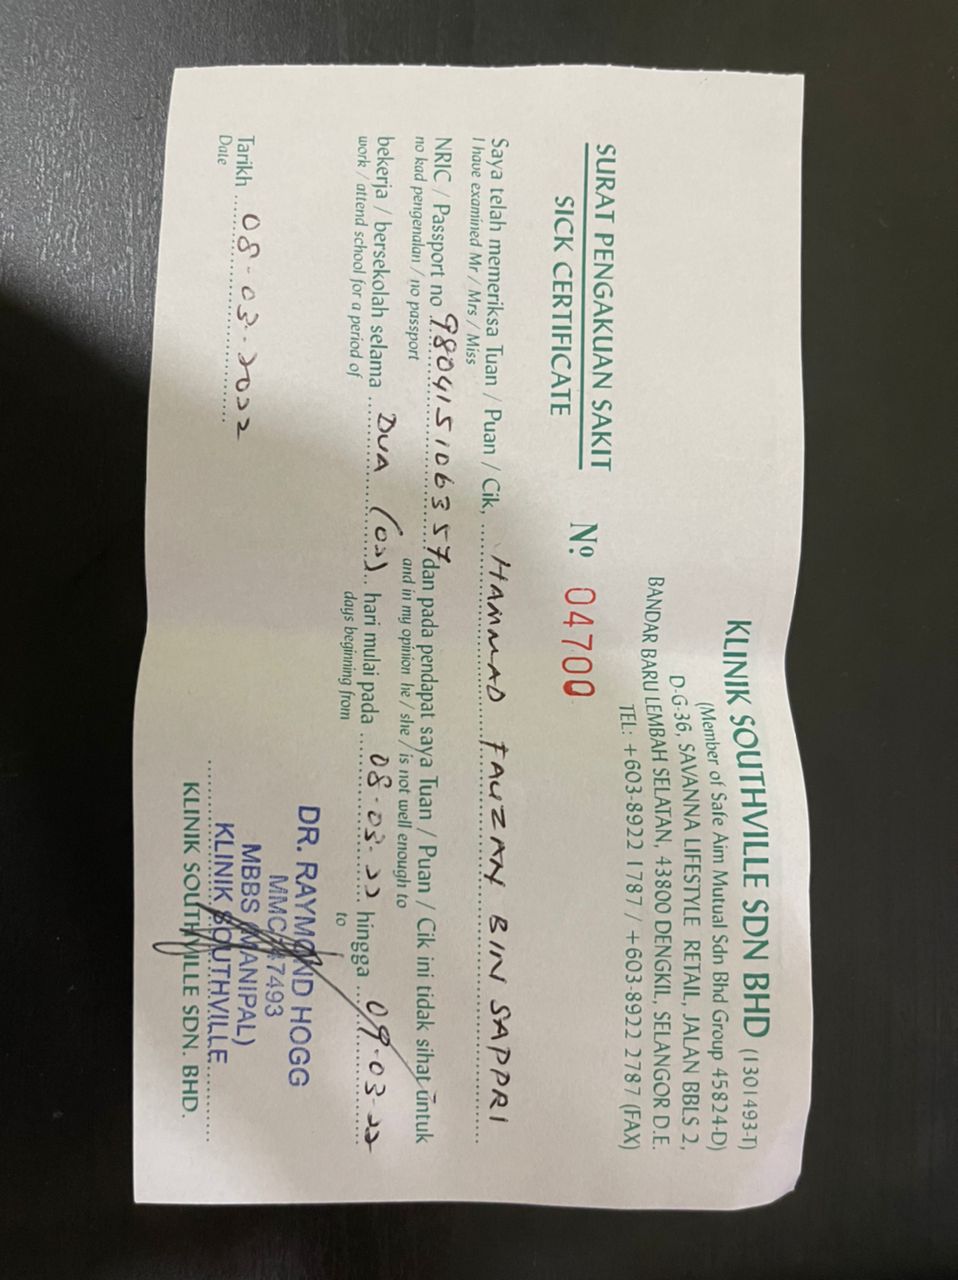 KLINIK SOUTHVILLE SDN BHD (1301493-T)
(Member of Safe Aim Mutual Sdn Bhd Group 45824-D)
D-G-36, SAVANNA LIFESTYLE RETAIL, JALAN BBLS 2,
BANDAR BARU LEMBAH SELATAN, 43800 DENGKIL, SELANGOR D.E.
TEL: +603-8922 1787 / +603-8922 2787 (FAX)
SURAT PENGAKUAN SAKIT
SICK CERTIFICATE
Nº 04700
Saya telah memeriksa Tuan / Puan / Cik, HAMMAD FAUZAN BIN SAPPRI
I have examined Mr / Mrs / Miss
NRIC / Passport no 980415106357 dan pada pendapat saya Tuan / Puan / Cik ini tidak sihat untuk
no kad pengenalan / no passport and in my opinion he / she / is not well enough to
bekerja / bersekolah selama DUA (02) hari mulai pada 08-03-22 hingga 09-03-22
work / attend school for a period of days beginning from to
DR. RAYMOND HOGG
MMC 47493
MBBS (MANIPAL)
KLINIK SOUTHVILLE
Tarikh 08-03-2022
Date
KLINIK SOUTHVILLE SDN. BHD.